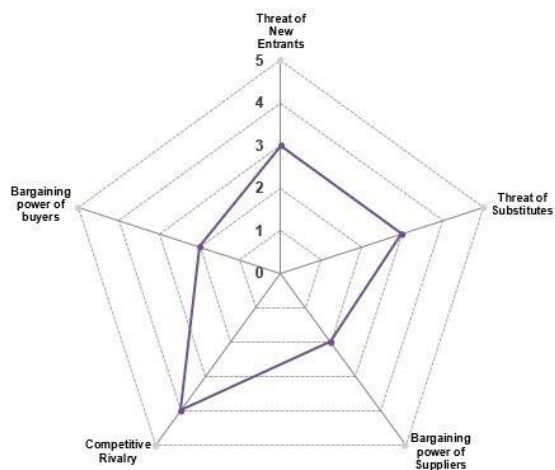 Threat of
New
Entrants
5
4
3
2
1
0
Bargaining
power of
buyers
Threat of
Substitutes
Competitive
Rivalry
Bargaining
power of
Suppliers